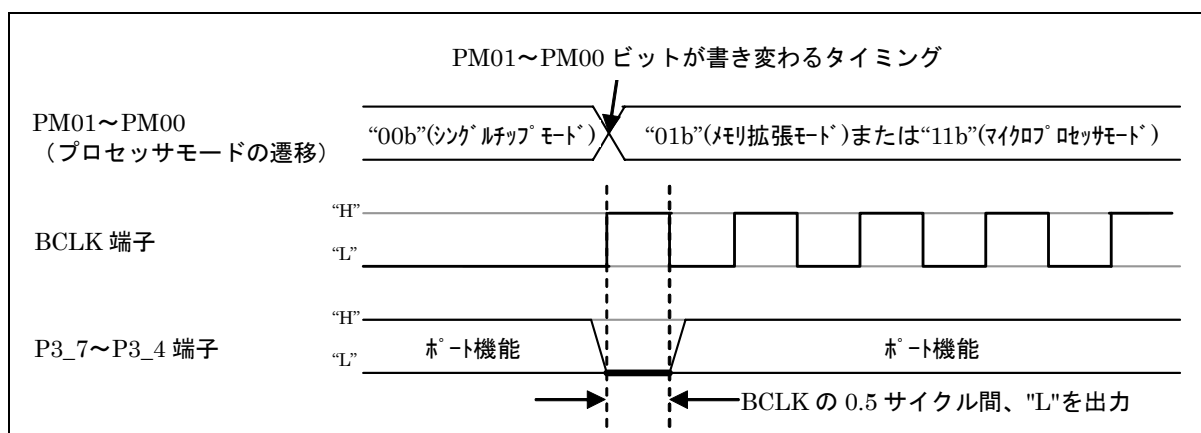 PM01～PM00 ビットが書き変わるタイミング
PM01～PM00
（プロセッサモードの遷移）
“00b”(ｼﾝｸﾞﾙﾁｯﾌﾟﾓｰﾄﾞ)
“01b”(ﾒﾓﾘ拡張ﾓｰﾄﾞ)または“11b”(ﾏｲｸﾛﾌﾟﾛｾｯｻﾓｰﾄﾞ)
BCLK 端子
“H”
“L”
P3_7～P3_4 端子
“H”
“L”
ﾎﾟｰﾄ機能
ﾎﾟｰﾄ機能
BCLK の 0.5 サイクル間、"L"を出力